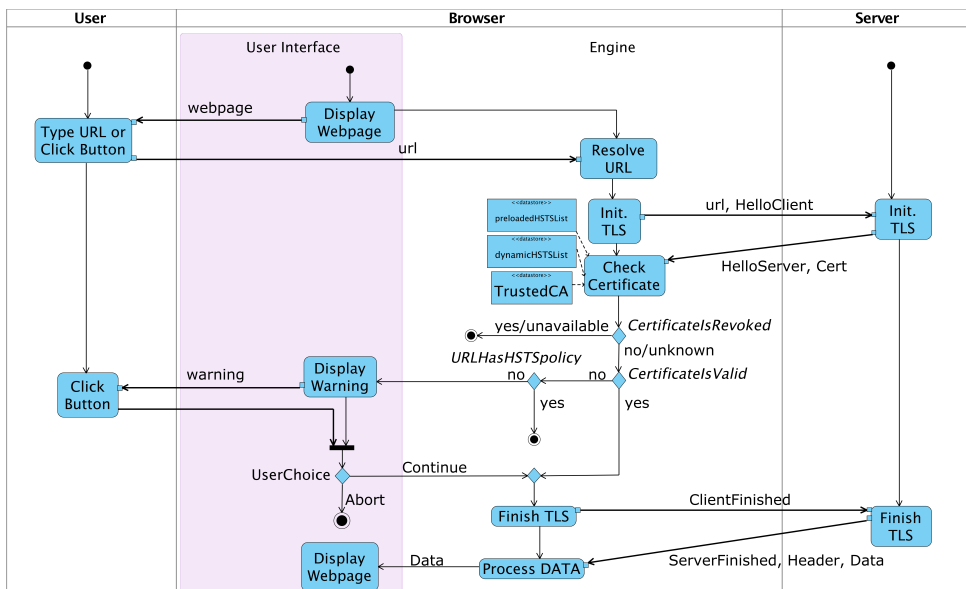 User
Browser
Server
User Interface
Engine
webpage
Display
Webpage
Type URL or
Click Button
url
Resolve
URL
<<datastore>>
preloadedHSTSList
Init.
TLS
url, HelloClient
Init.
TLS
<<datastore>>
dynamicHSTSList
Check
Certificate
HelloServer, Cert
<<datastore>>
TrustedCA
yes/unavailable
CertificateIsRevoked
no/unknown
URLHasHSTSpolicy
Display
Warning
warning
no
no
CertificateIsValid
Click
Button
yes
yes
UserChoice
Continue
Abort
ClientFinished
Finish TLS
Finish
TLS
Display
Webpage
Data
Process DATA
ServerFinished, Header, Data